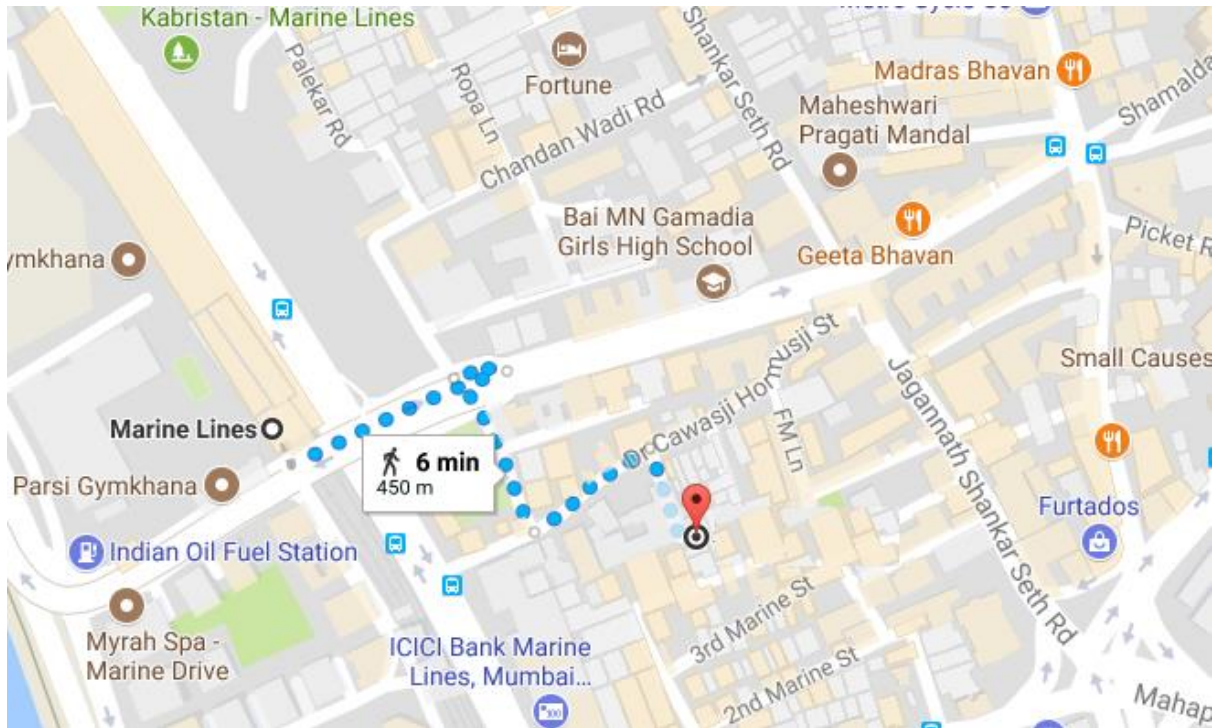 Kabristan - Marine Lines
Palekar Rd
Ropa Ln
Fortune
Chandan Wadi Rd
Shankar Seth Rd
Madras Bhavan
Maheshwari
Pragati Mandal
Bai MN Gamadia
Girls High School
Geeta Bhavan
Picket R
ymkhana
Dr Cawasji Hormusji St
Small Causes
Marine Lines
6 min
450 m
FM Ln
Jagannath Shankar Seth Rd
Parsi Gymkhana
Furtados
Indian Oil Fuel Station
Myrah Spa -
Marine Drive
3rd Marine St
ICICI Bank Marine
Lines, Mumbai...
2nd Marine St
Mahap